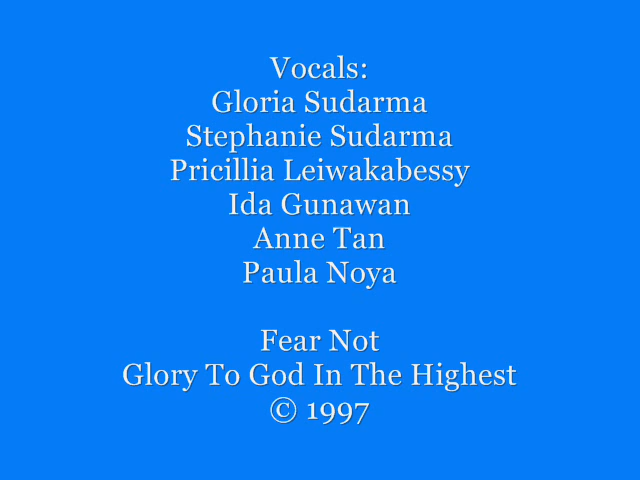 Vocals:
Gloria Sudarma
Stephanie Sudarma
Pricillia Leiwakabessy
Ida Gunawan
Anne Tan
Paula Noya
Fear Not
Glory To God In The Highest
© 1997